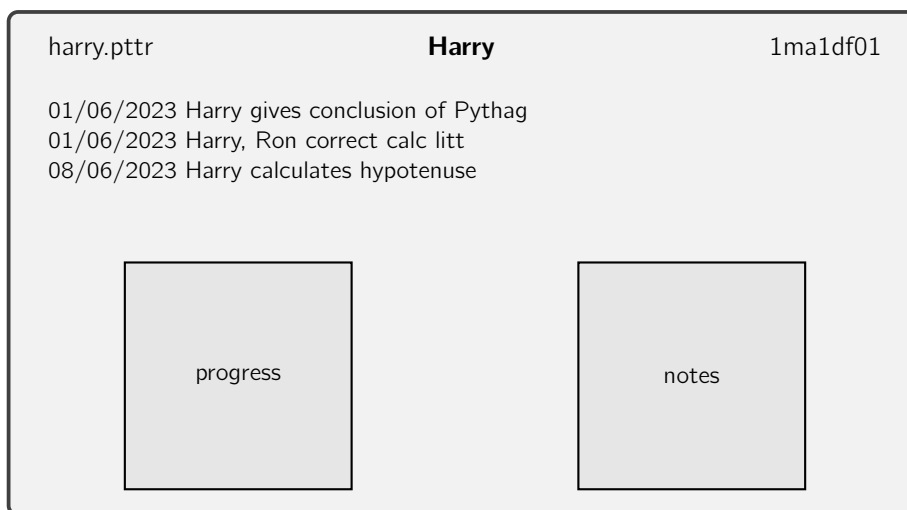 harry.pttr Harry 1ma1df01
01/06/2023 Harry gives conclusion of Pythag
01/06/2023 Harry, Ron correct calc litt
08/06/2023 Harry calculates hypotenuse
progress notes